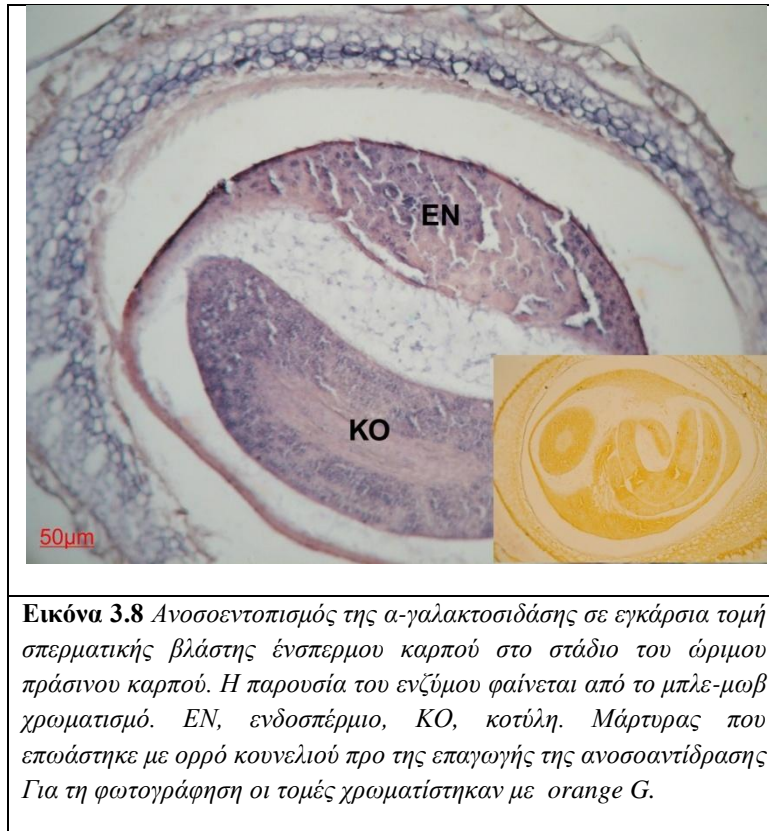 EN
KO
50μm
Εικόνα 3.8 Ανοσοεντοπισμός της α-γαλακτοσιδάσης σε εγκάρσια τομή
σπερματικής βλάστης ένσπερμου καρπού στο στάδιο του ώριμου
πράσινου καρπού. Η παρουσία του ενζύμου φαίνεται από το μπλε-μωβ
χρωματισμό. ΕΝ, ενδοσπέρμιο, ΚΟ, κοτύλη. Μάρτυρας που
επωάστηκε με ορρό κουνελιού προ της επαγωγής της ανοσοαντίδρασης
Για τη φωτογράφηση οι τομές χρωματίστηκαν με orange G.